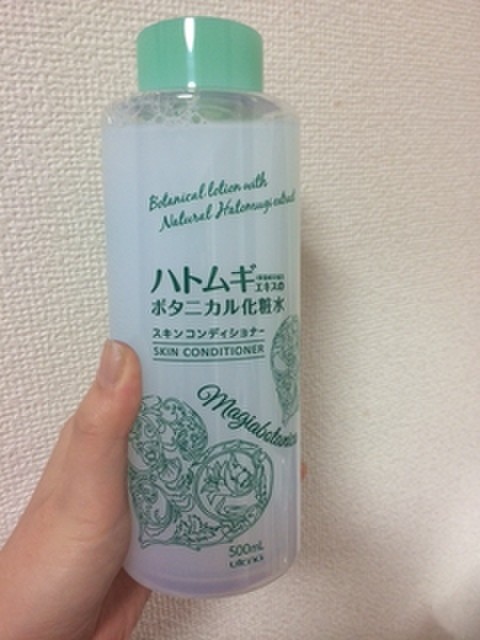 Botanical lotion with
Natural Hatomugi extract
ハトムギ
エキスの
ボタニカル化粧水
スキンコンディショナー
SKIN CONDITIONER
Magiabotanica
500mL
utena